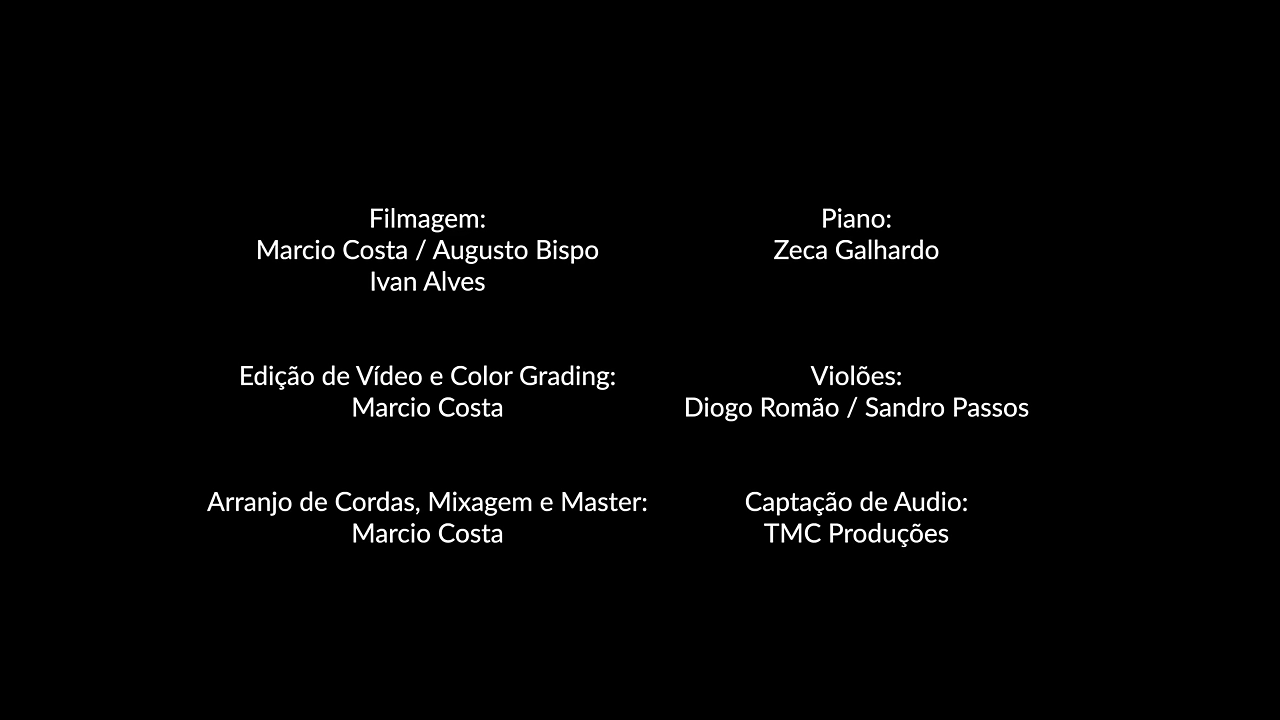 Filmagem:
Marcio Costa / Augusto Bispo
Ivan Alves
Edição de Vídeo e Color Grading:
Marcio Costa
Arranjo de Cordas, Mixagem e Master:
Marcio Costa
Piano:
Zeca Galhardo
Violões:
Diogo Romão / Sandro Passos
Captação de Audio:
TMC Produções